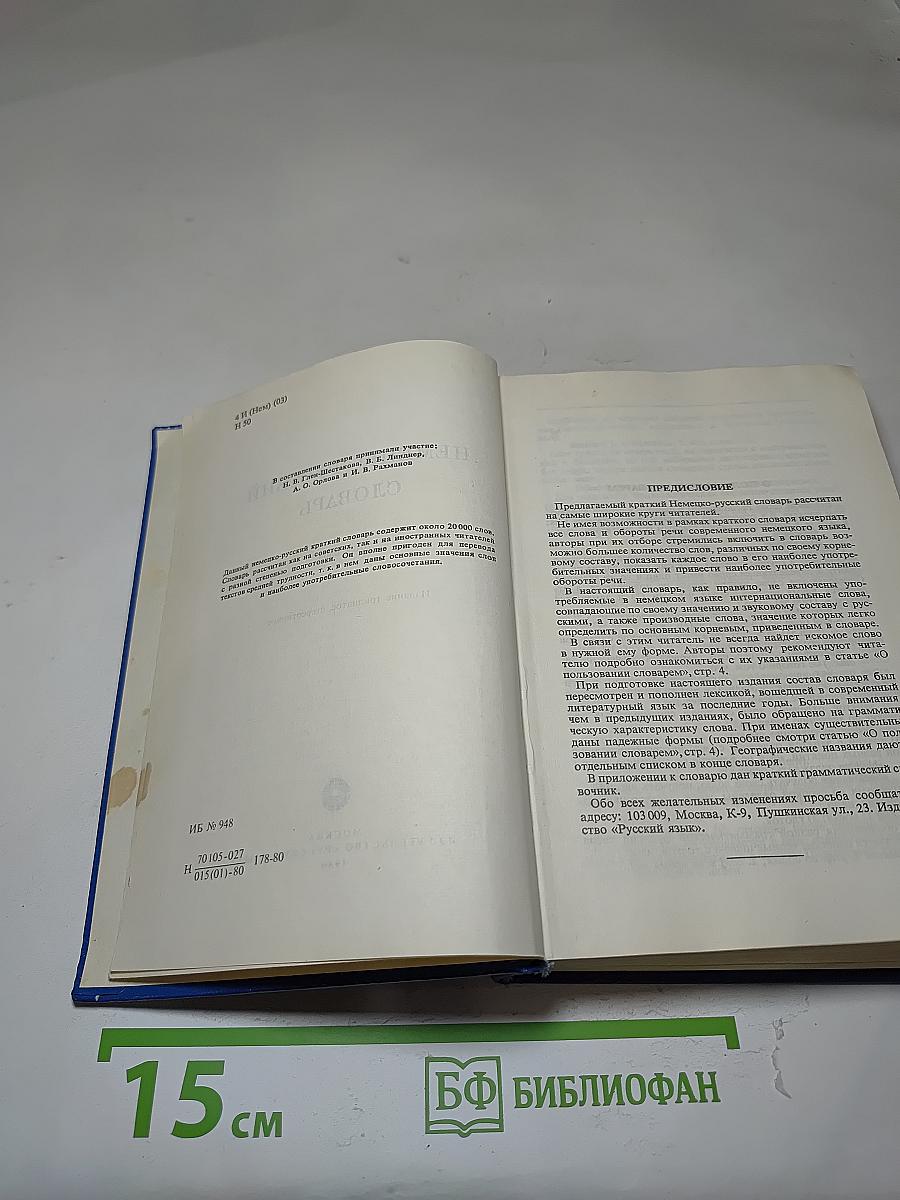 4 И (Нем) (03)
Н 50
В составлении словаря принимали участие:
Н. В. Глен-Шестакова, В. Б. Линднер,
А. О. Орлова и И. В. Рахманов
Данный немецко-русский краткий словарь содержит около 20 000 слов.
Словарь рассчитан как на советских, так и на иностранных читателей
с разной степенью подготовки. Он вполне пригоден для перевода
текстов средней трудности, т. к. в нем даны основные значения слов
и наиболее употребительные словосочетания.
ИБ № 948
Н 70105-027
015(01)-80 178-80
ПРЕДИСЛОВИЕ
Предлагаемый краткий Немецко-русский словарь рассчитан
на самые широкие круги читателей.
Не имея возможности в рамках краткого словаря исчерпать
все слова и обороты речи современного немецкого языка,
авторы при их отборе стремились включить в словарь воз-
можно большее количество слов, различных по своему корне-
вому составу, показать каждое слово в его наиболее употре-
бительных значениях и привести наиболее употребительные
обороты речи.
В настоящий словарь, как правило, не включены упо-
требляемые в немецком языке интернациональные слова,
совпадающие по своему значению и звуковому составу с рус-
скими, а также производные слова, значение которых легко
определить по основным корневым, приведенным в словаре.
В связи с этим читатель не всегда найдет искомое слово
в нужной ему форме. Авторы поэтому рекомендуют чита-
телю подробно ознакомиться с их указаниями в статье «О
пользовании словарем», стр. 4.
При подготовке настоящего издания состав словаря был
пересмотрен и пополнен лексикой, вошедшей в современный
литературный язык за последние годы. Больше внимания
чем в предыдущих изданиях, было обращено на граммати
ческую характеристику слова. При именах существительны
даны падежные формы (подробнее смотри статью «О пол
зовании словарем», стр. 4). Географические названия дают
отдельным списком в конце словаря.
В приложении к словарю дан краткий грамматический с
вочник.
Обо всех желательных изменениях просьба сообщат
адресу: 103 009, Москва, К-9, Пушкинская ул., 23. Изд
ство «Русский язык».
15 см
БФ БИБЛИОФАН